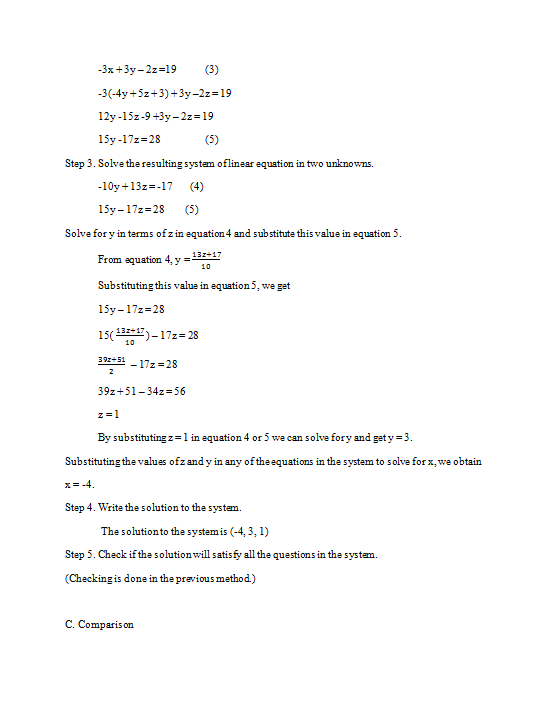 -3x+3y – 2z=19 (3)
-3(-4y+5z+3)+3y –2z=19
12y -15z -9 +3y – 2z=19
15y -17z=28 (5)
Step 3. Solve the resulting system of linear equation in two unknowns.
-10y+13z=-17 (4)
15y – 17z=28 (5)
Solve for y in terms of z in equation 4 and substitute this value in equation 5.
From equation 4, y = 13z+17/10
Substituting this value in equation 5, we get
15y – 17z=28
15(13z+17/10) – 17z= 28
39z+51/2 – 17z =28
39z+51 – 34z=56
z=1
By substituting z=1 in equation 4 or 5 we can solve for y and get y =3.
Substituting the values of z and y in any of the equations in the system to solve for x, we obtain
x= -4.
Step 4. Write the solution to the system.
The solution to the system is (-4, 3, 1)
Step 5. Check if the solution will satisfy all the questions in the system.
(Checking is done in the previous method.)
C. Comparison